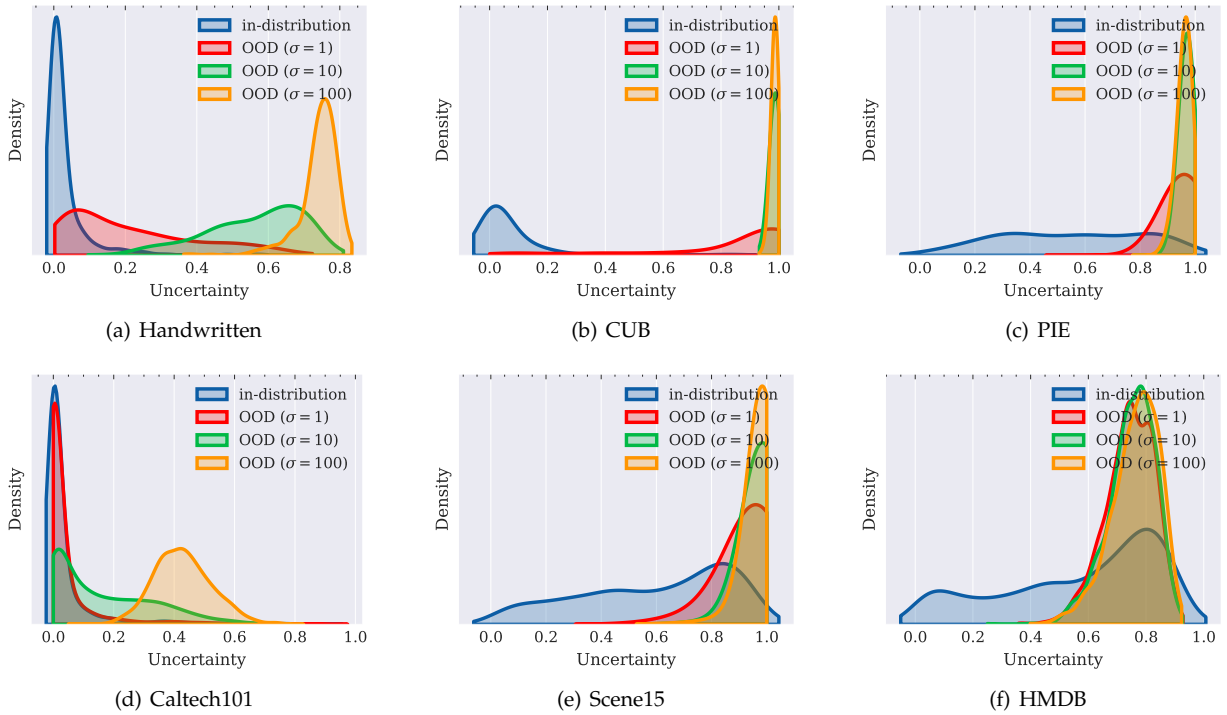 in-distribution
OOD (σ = 1)
OOD (σ = 10)
OOD (σ = 100)
Density
0.0 0.2 0.4 0.6 0.8
Uncertainty
(a) Handwritten
in-distribution
OOD (σ = 1)
OOD (σ = 10)
OOD (σ = 100)
Density
0.0 0.2 0.4 0.6 0.8 1.0
Uncertainty
(b) CUB
in-distribution
OOD (σ = 1)
OOD (σ = 10)
OOD (σ = 100)
Density
0.0 0.2 0.4 0.6 0.8 1.0
Uncertainty
(c) PIE
in-distribution
OOD (σ = 1)
OOD (σ = 10)
OOD (σ = 100)
Density
0.0 0.2 0.4 0.6 0.8 1.0
Uncertainty
(d) Caltech101
in-distribution
OOD (σ = 1)
OOD (σ = 10)
OOD (σ = 100)
Density
0.0 0.2 0.4 0.6 0.8 1.0
Uncertainty
(e) Scene15
in-distribution
OOD (σ = 1)
OOD (σ = 10)
OOD (σ = 100)
Density
0.0 0.2 0.4 0.6 0.8 1.0
Uncertainty
(f) HMDB